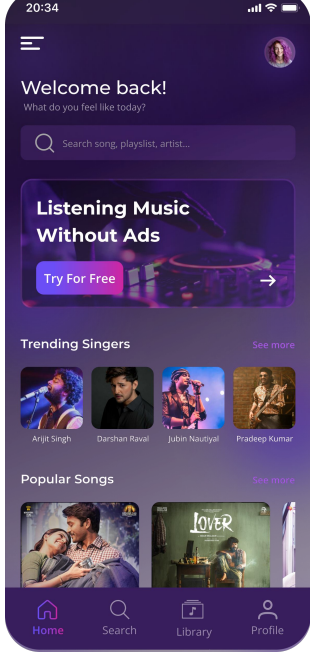 20:34
Welcome back!
What do you feel like today?
Search song, playslist, artist...
Listening Music
Without Ads
Try For Free
Trending Singers
See more
Arijit Singh
Darshan Raval
Jubin Nautiyal
Pradeep Kumar
Popular Songs
See more
LOVER
Home
Search
Library
Profile